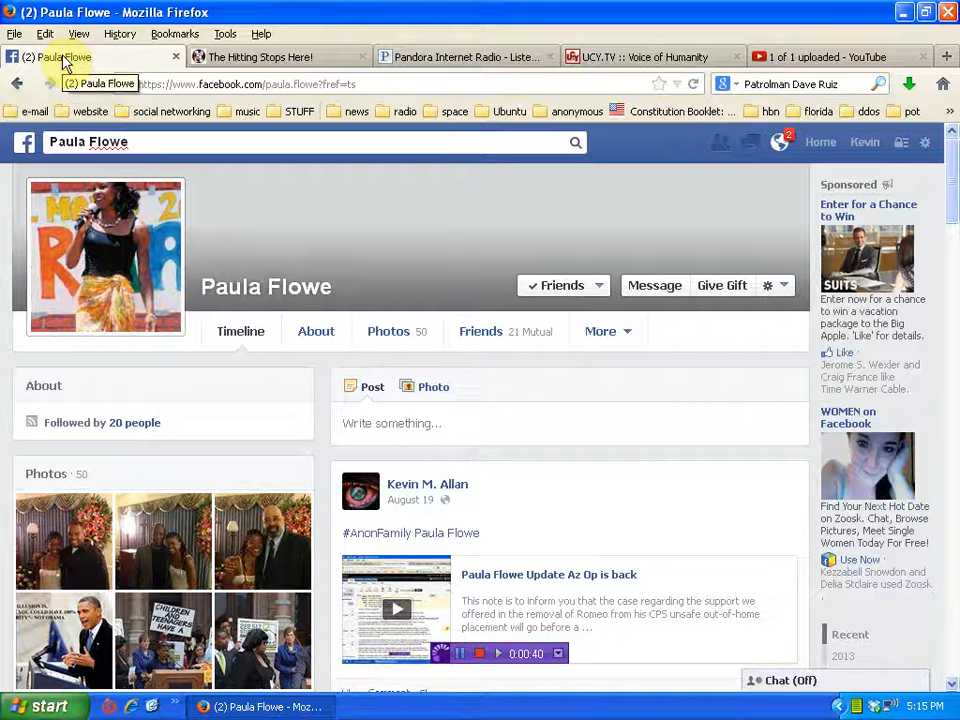 (2) Paula Flowe - Mozilla Firefox
File Edit View History Bookmarks Tools Help
(2) Paula Flowe
The Hitting Stops Here!
Pandora Internet Radio - Liste...
UCY.TV :: Voice of Humanity
1 of 1 uploaded - YouTube
(2) Paula Flowe
https://www.facebook.com/paula.flowe?ref=ts
Patrolman Dave Ruiz
e-mail website social networking music STUFF news radio space Ubuntu anonymous Constitution Booklet:... hbn florida ddos pot
Paula Flowe
2
Home Kevin
Paula Flowe
Friends
Message Give Gift
Timeline About Photos 50 Friends 21 Mutual More
About
Followed by 20 people
Photos · 50
Post Photo
Write something...
Kevin M. Allan
August 19
#AnonFamily Paula Flowe
Paula Flowe Update Az Op is back
This note is to inform you that the case regarding the support we
offered in the removal of Romeo from his CPS unsafe out-of-home
placement will go before a ...
0:00:40
Sponsored
Enter for a Chance
to Win
SUITS
Enter now for a chance
to win a vacation
package to the Big
Apple. 'Like' for details.
Like ·
Jerome S. Wexler and
Craig France like
Time Warner Cable.
WOMEN on
Facebook
Find Your Next Hot Date
on Zoosk. Chat, Browse
Pictures, Meet Single
Women Today For Free!
Use Now ·
Kezzabell Snowdon and
Delia Stclaire used Zoosk
Recent
2013
Chat (Off)
start
(2) Paula Flowe - Moz...
5:15 PM